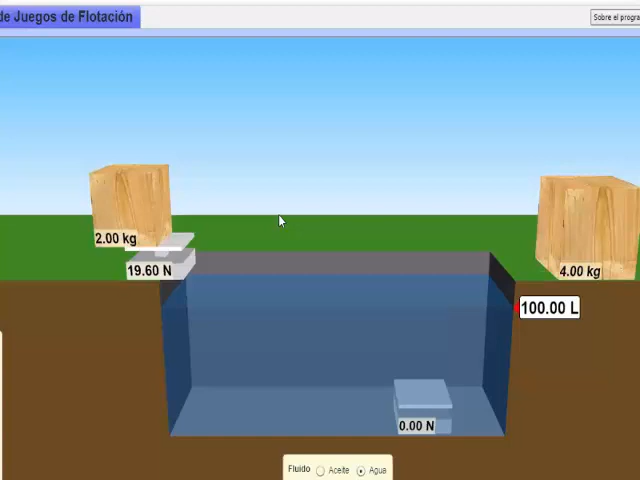 de Juegos de Flotación
Sobre el progra
2.00 kg
19.60 N
4.00 kg
100.00 L
0.00 N
Fluido Aceite Agua